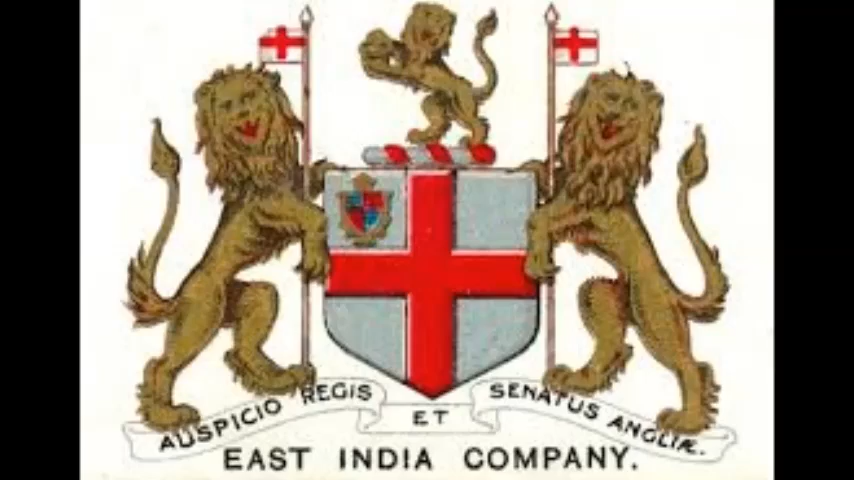 AUSPICIO REGIS ET SENATUS ANGLIÆ.
EAST INDIA COMPANY.